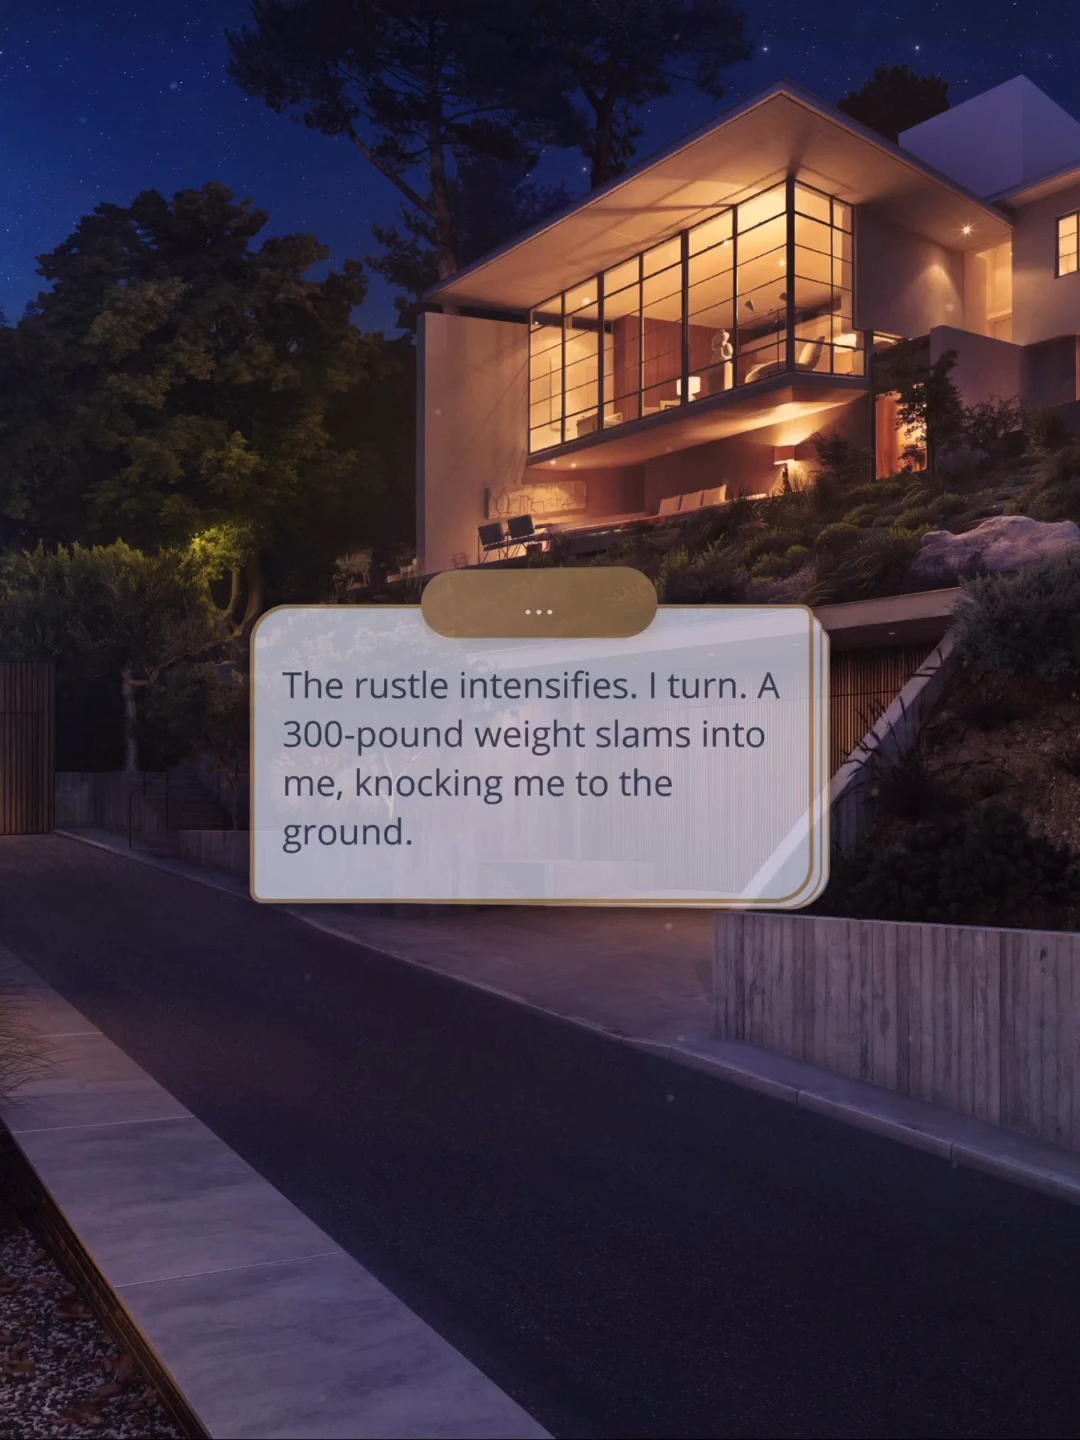 ...
The rustle intensifies. I turn. A
300-pound weight slams into
me, knocking me to the
ground.